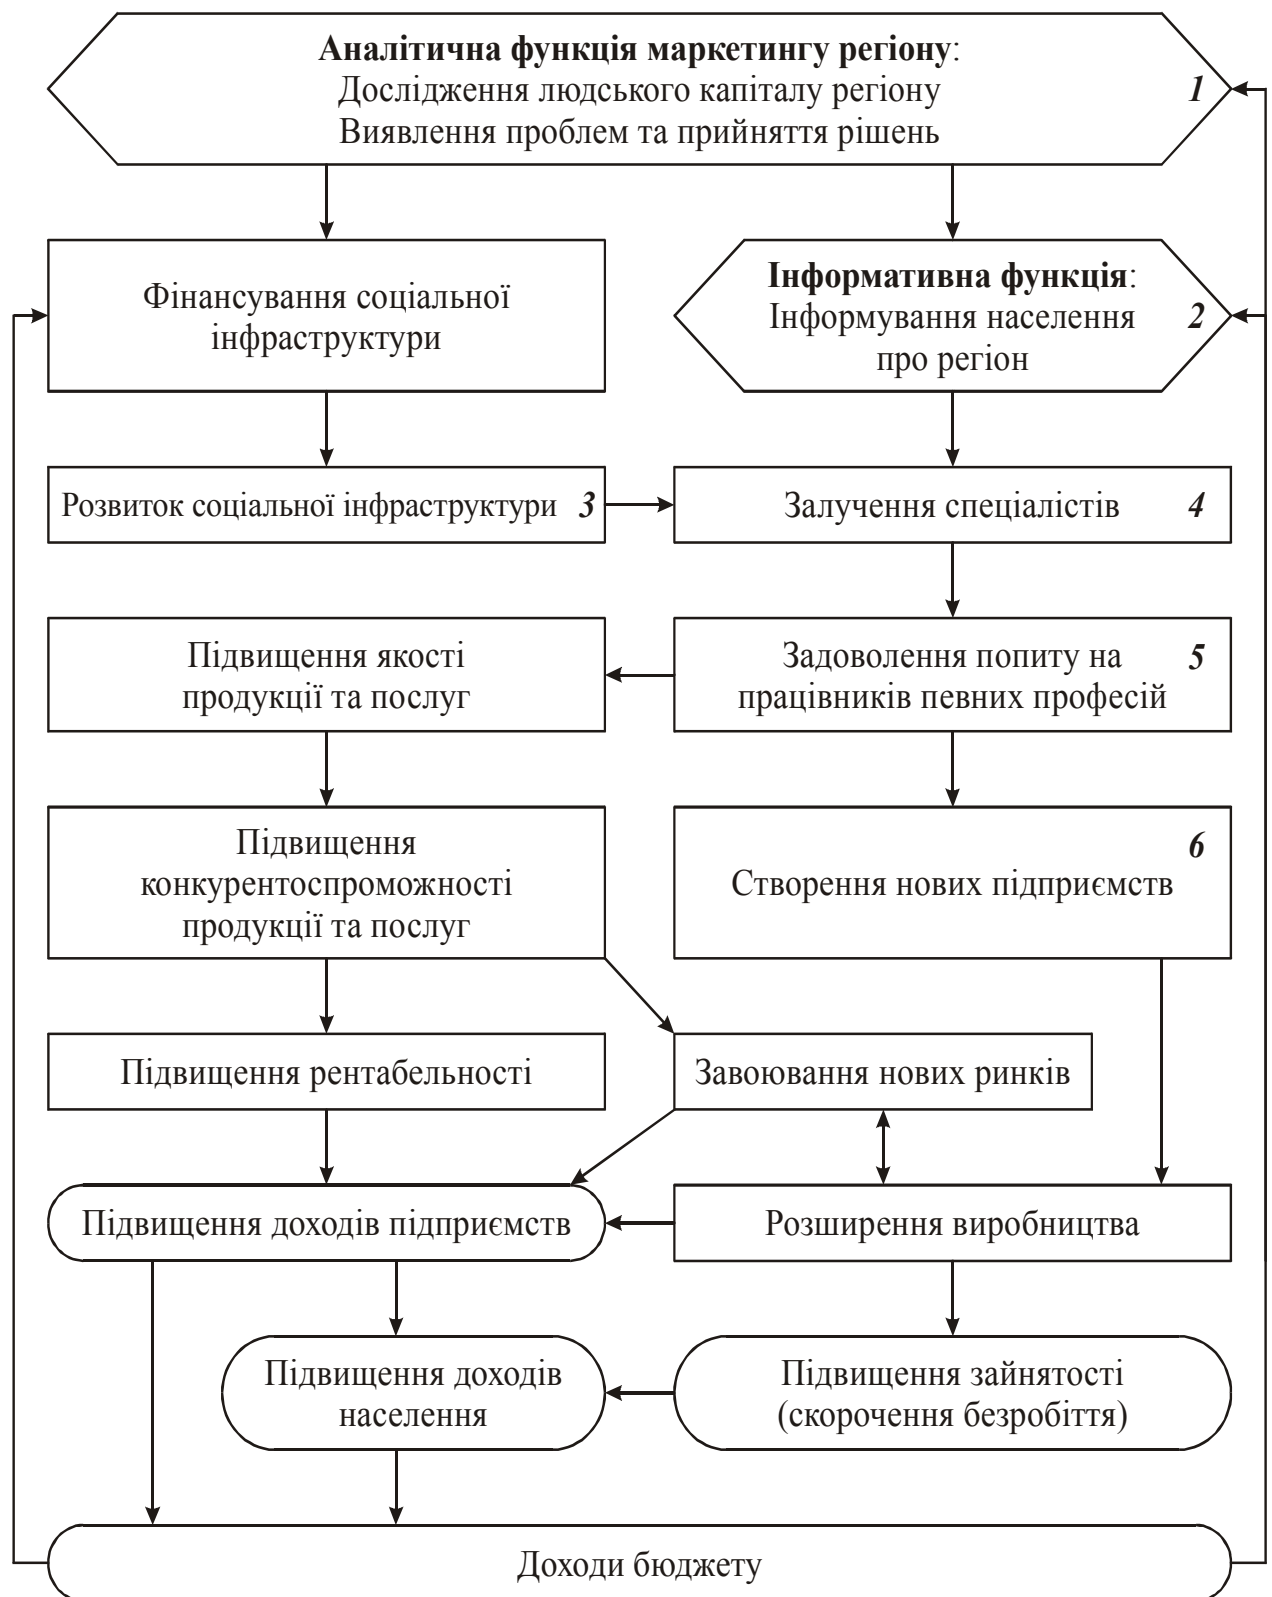 Аналітична функція маркетингу регіону:
Дослідження людського капіталу регіону
1
Виявлення проблем та прийняття рішень
Фінансування соціальної
інфраструктури
Інформативна функція:
Інформування населення
2
про регіон
Розвиток соціальної інфраструктури 3
Залучення спеціалістів 4
Підвищення якості
продукції та послуг
Задоволення попиту на 5
працівників певних професій
Підвищення
конкурентоспроможності
продукції та послуг
6
Створення нових підприємств
Підвищення рентабельності
Завоювання нових ринків
Підвищення доходів підприємств
Розширення виробництва
Підвищення доходів
населення
Підвищення зайнятості
(скорочення безробіття)
Доходи бюджету